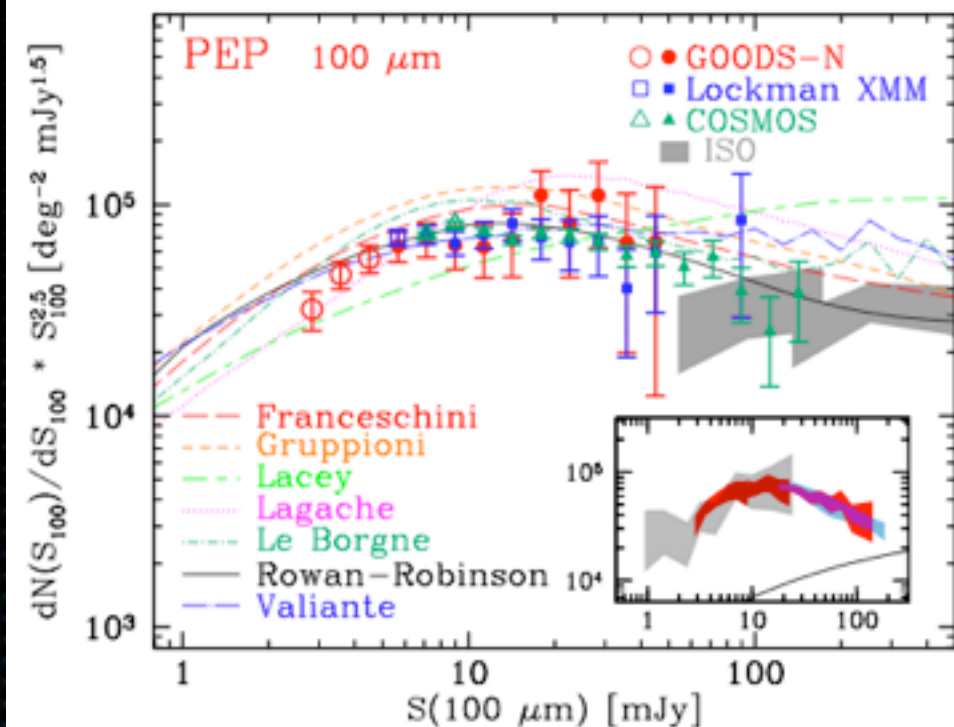 PEP 100 μm
GOODS-N
Lockman XMM
COSMOS
ISO
dN(S100)/dS100 * S100^2.5 [deg^-2 mJy^1.5]
10^5
10^4
10^3
Franceschini
Gruppioni
Lacey
Lagache
Le Borgne
Rowan-Robinson
Valiante
10^5
10^4
1 10 100
1 10 100
S(100 μm) [mJy]